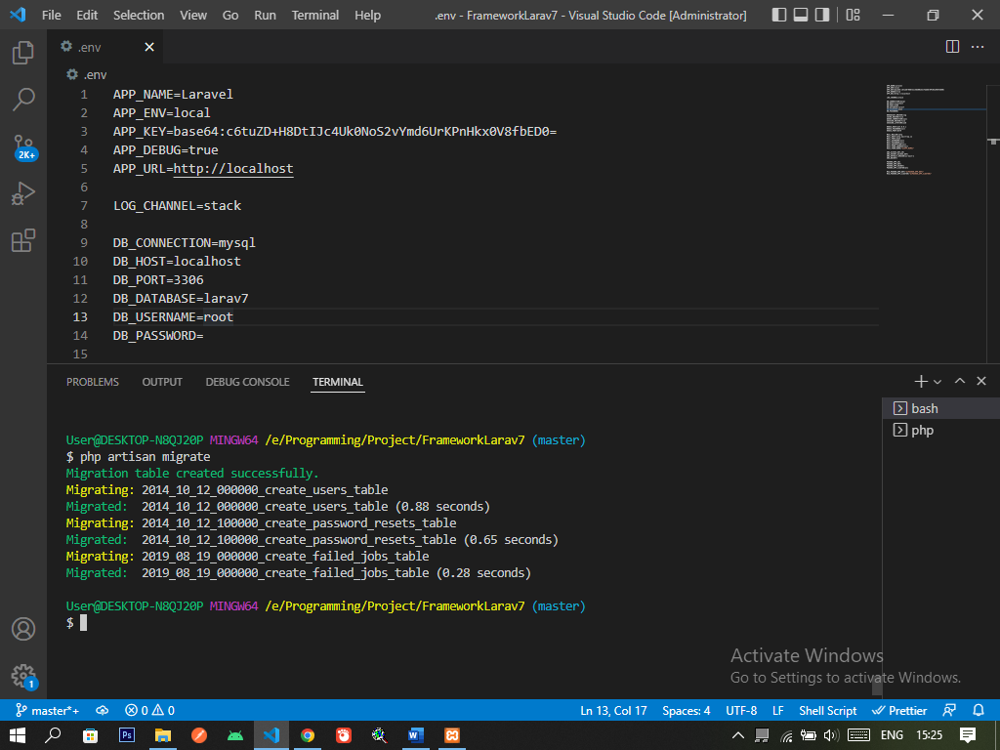 File Edit Selection View Go Run Terminal Help .env - FrameworkLarav7 - Visual Studio Code [Administrator]
.env
.env
1 APP_NAME=Laravel
2 APP_ENV=local
3 APP_KEY=base64:c6tuZD+H8DtIJc4Uk0NoS2vYmd6UrKPnHkx0V8fbED0=
4 APP_DEBUG=true
5 APP_URL=http://localhost
6
7 LOG_CHANNEL=stack
8
9 DB_CONNECTION=mysql
10 DB_HOST=localhost
11 DB_PORT=3306
12 DB_DATABASE=larav7
13 DB_USERNAME=root
14 DB_PASSWORD=
15
2K+
PROBLEMS OUTPUT DEBUG CONSOLE TERMINAL
bash
php
User@DESKTOP-N8QJ20P MINGW64 /e/Programming/Project/FrameworkLarav7 (master)
$ php artisan migrate
Migration table created successfully.
Migrating: 2014_10_12_000000_create_users_table
Migrated: 2014_10_12_000000_create_users_table (0.88 seconds)
Migrating: 2014_10_12_100000_create_password_resets_table
Migrated: 2014_10_12_100000_create_password_resets_table (0.65 seconds)
Migrating: 2019_08_19_000000_create_failed_jobs_table
Migrated: 2019_08_19_000000_create_failed_jobs_table (0.28 seconds)
User@DESKTOP-N8QJ20P MINGW64 /e/Programming/Project/FrameworkLarav7 (master)
$
Activate Windows
Go to Settings to activate Windows.
1
master*+ 0 0 Ln 13, Col 17 Spaces: 4 UTF-8 LF Shell Script Prettier
Ps W ENG 15:25